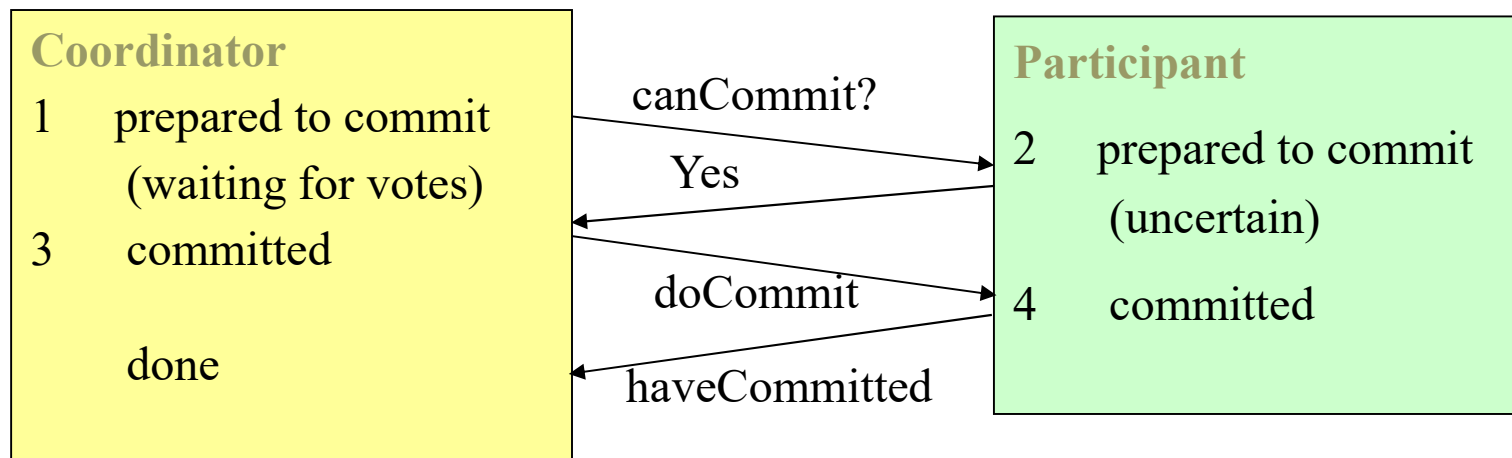 Coordinator
1 prepared to commit
(waiting for votes)
3 committed
done
canCommit?
Yes
doCommit
haveCommitted
Participant
2 prepared to commit
(uncertain)
4 committed